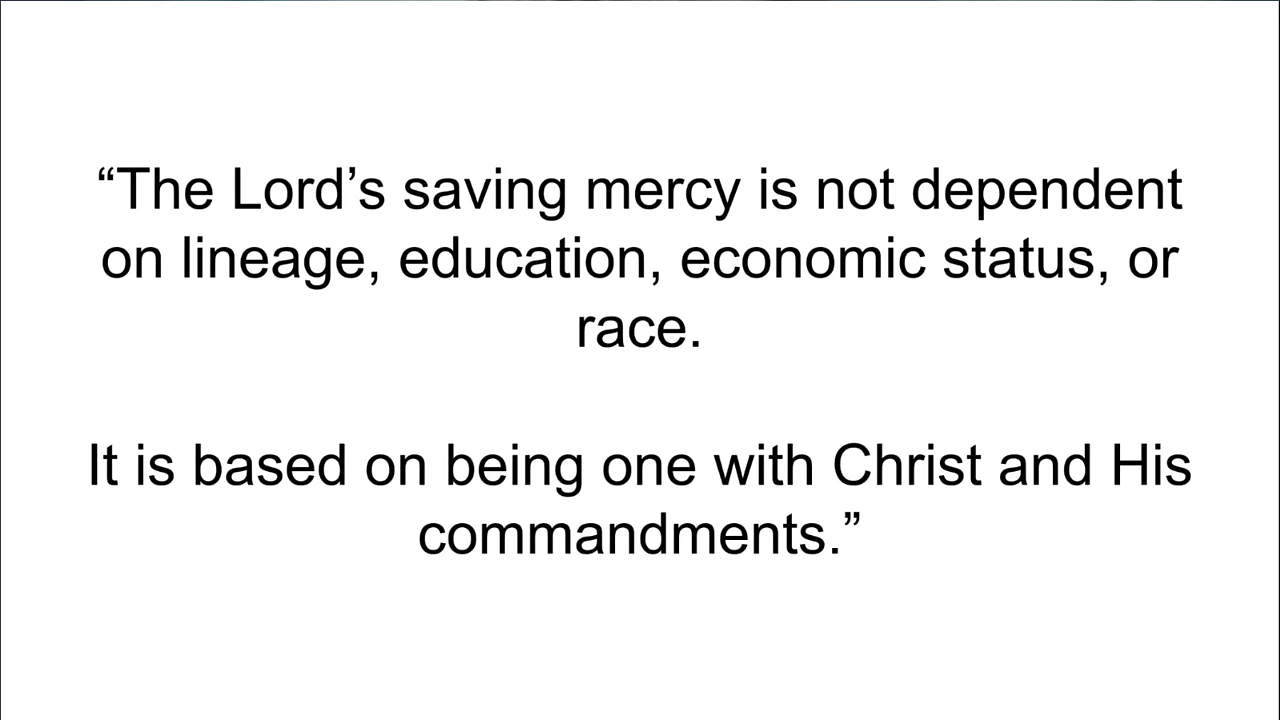 “The Lord’s saving mercy is not dependent
on lineage, education, economic status, or
race.
It is based on being one with Christ and His
commandments.”